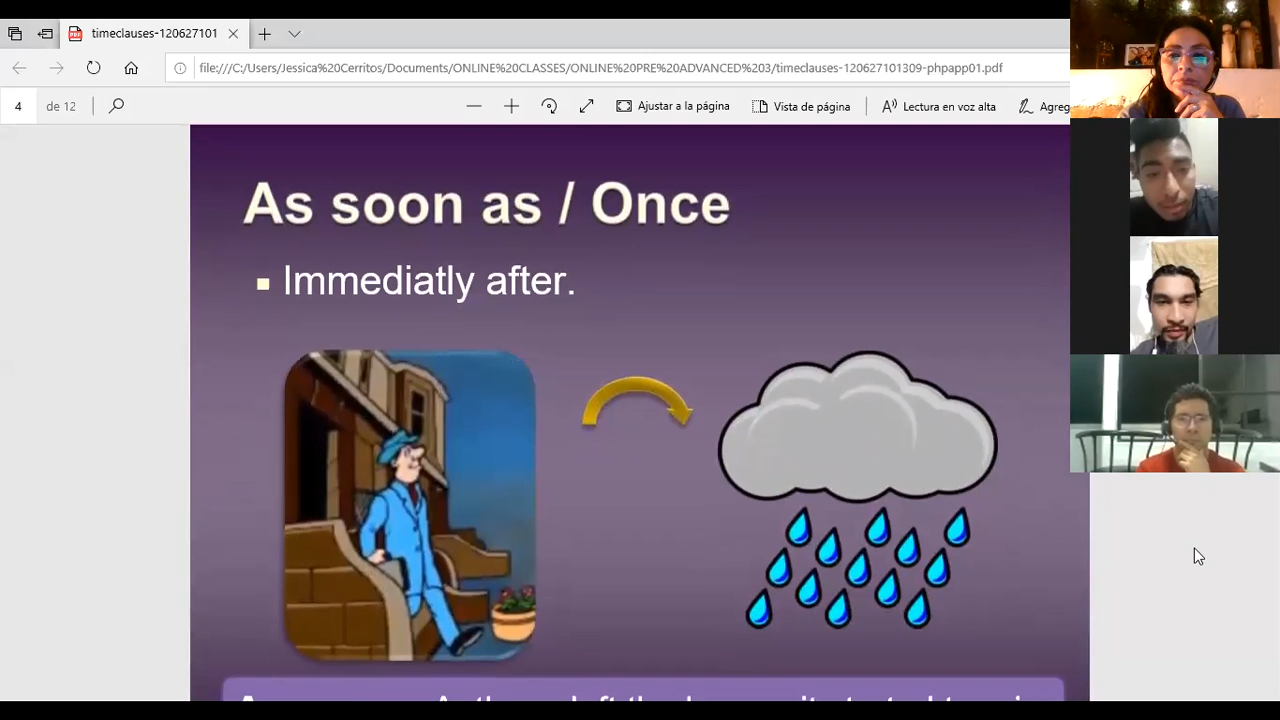 timeclauses-120627101
file:///C:/Users/Jessica%20Cerritos/Documents/ONLINE%20CLASSES/ONLINE%20PRE%20ADVANCED%203/timeclauses-120627101309-phpapp01.pdf
4 de 12 Ajustar a la página Vista de página Lectura en voz alta Agreg
As soon as / Once
Immediatly after.